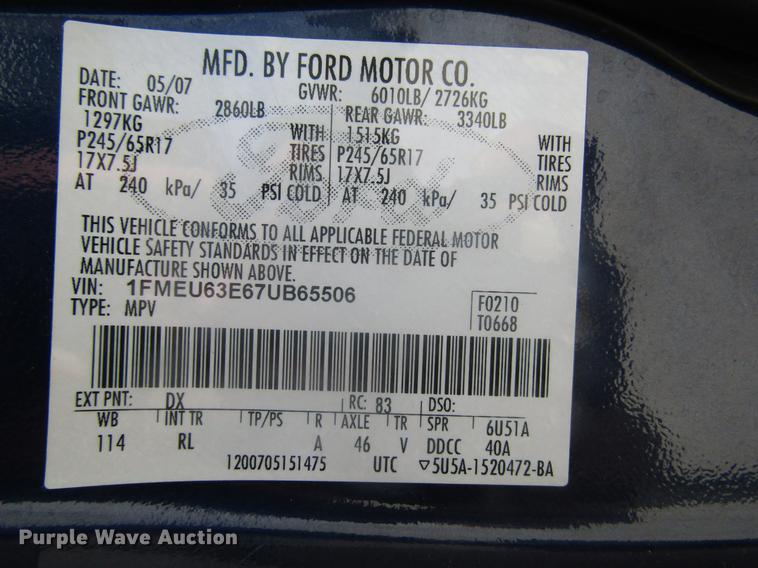 MFD. BY FORD MOTOR CO.
DATE: 05/07 GVWR: 6010LB/ 2726KG
FRONT GAWR: 2860LB REAR GAWR: 3340LB
1297KG WITH 1515KG WITH
P245/65R17 TIRES P245/65R17 TIRES
17X7.5J RIMS 17X7.5J RIMS
AT 240 kPa/ 35 PSI COLD AT 240 kPa/ 35 PSI COLD
Ford
THIS VEHICLE CONFORMS TO ALL APPLICABLE FEDERAL MOTOR
VEHICLE SAFETY STANDARDS IN EFFECT ON THE DATE OF
MANUFACTURE SHOWN ABOVE.
VIN: 1FMEU63E67UB65506
TYPE: MPV
F0210
T0668
EXT PNT: DX RC: 83 DSO:
WB INT TR TP/PS R AXLE TR SPR 6U51A
114 RL A 46 V DDCC 40A
1200705151475 UTC ▽5U5A-1520472-BA
Purple Wave Auction